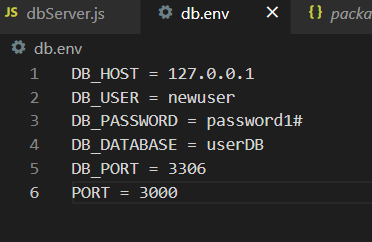 JS dbServer.js
db.env
×
{} packa
db.env
1 DB_HOST = 127.0.0.1
2 DB_USER = newuser
3 DB_PASSWORD = password1#
4 DB_DATABASE = userDB
5 DB_PORT = 3306
6 PORT = 3000